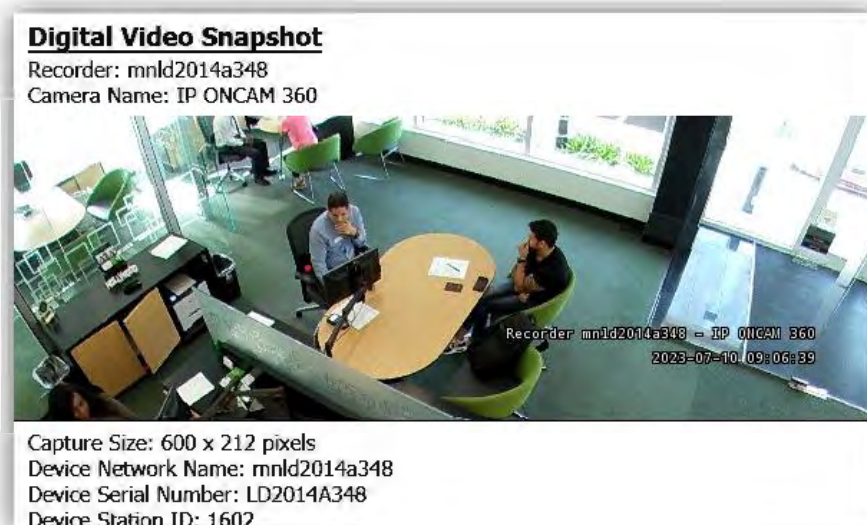 Digital Video Snapshot
Recorder: mnld2014a348
Camera Name: IP ONCAM 360
Recorder mnld2014a348 - IP ONCAM 360
2023-07-10 09:06:39
Capture Size: 600 x 212 pixels
Device Network Name: mnld2014a348
Device Serial Number: LD2014A348
Device Station ID: 1602